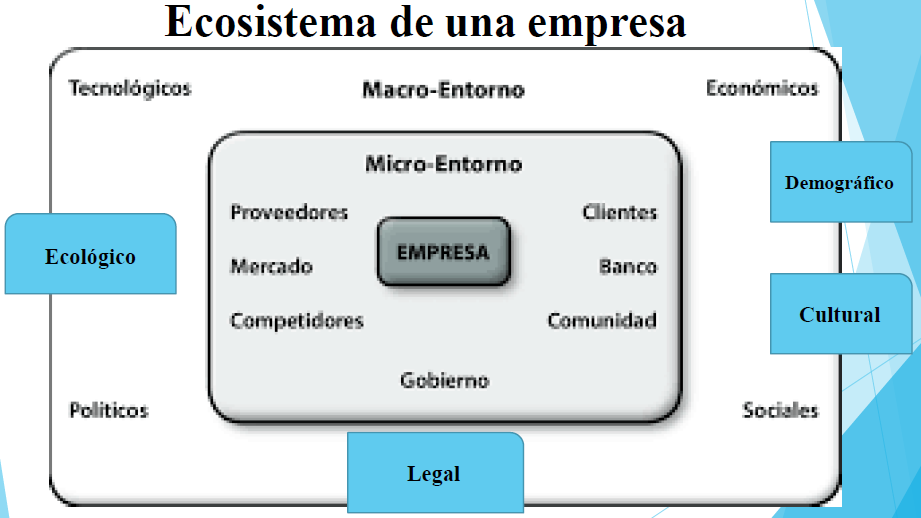 Ecosistema de una empresa
Tecnológicos
Macro-Entorno
Económicos
Micro-Entorno
Demográfico
Proveedores
Clientes
Ecológico
EMPRESA
Mercado
Banco
Competidores
Comunidad
Cultural
Gobierno
Políticos
Sociales
Legal